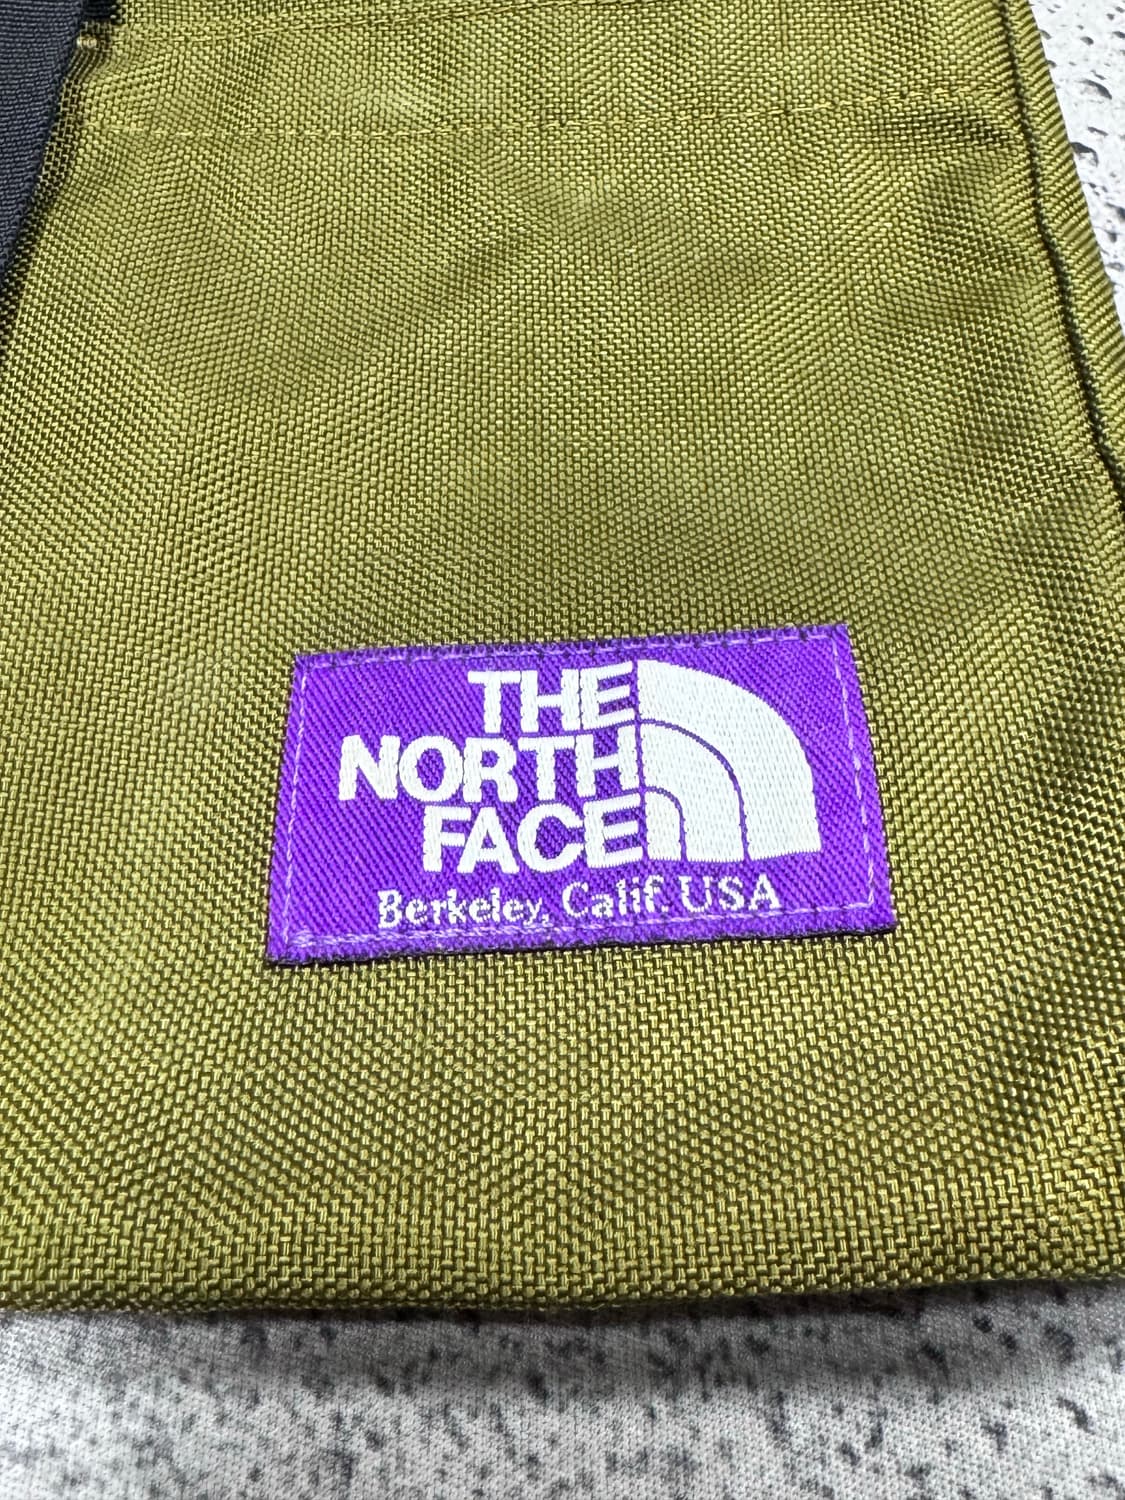 THE
NORTH
FACE
Berkeley, Calif. USA